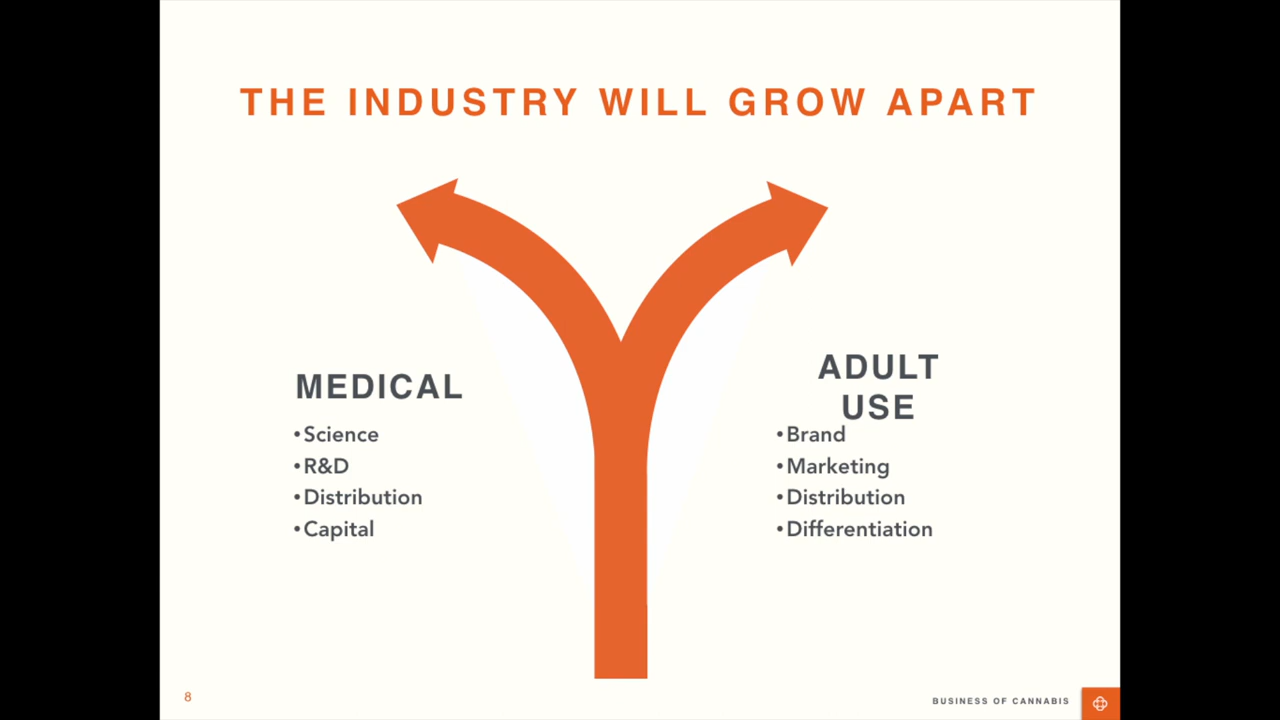 THE INDUSTRY WILL GROW APART
MEDICAL
•Science
•R&D
•Distribution
•Capital
ADULT
USE
•Brand
•Marketing
•Distribution
•Differentiation
8
BUSINESS OF CANNABIS